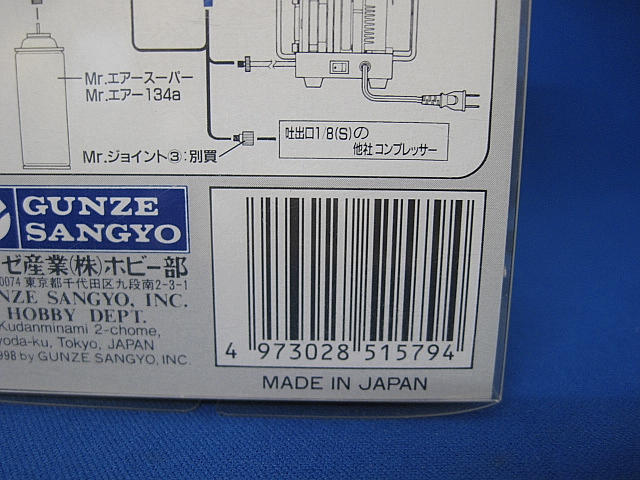 Mr.エアースーパー
Mr.エアー134a
吐出口1/8(S)の
他社コンプレッサー
Mr.ジョイント③:別買
GUNZE
SANGYO
ゼ産業(株)ホビー部
0074 東京都千代田区九段南2-3-1
NZE SANGYO, INC.
HOBBY DEPT.
Kudanminami 2-chome,
yoda-ku, Tokyo, JAPAN
998 by GUNZE SANGYO, INC.
4 973028 515794
MADE IN JAPAN